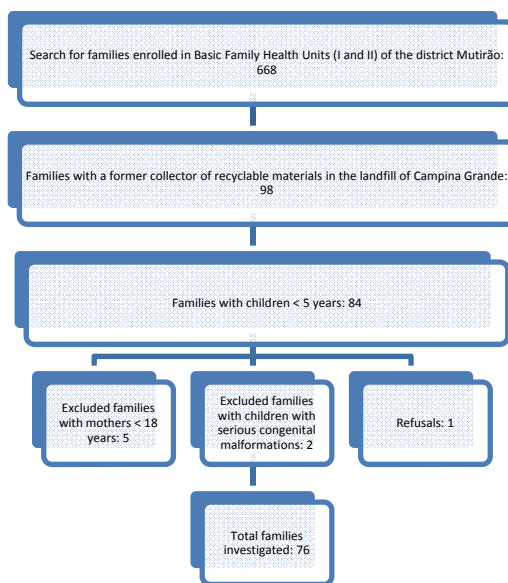 Search for families enrolled in Basic Family Health Units (I and II) of the district Mutirão:
668
Families with a former collector of recyclable materials in the landfill of Campina Grande:
98
Families with children < 5 years: 84
Excluded families
with mothers < 18
years: 5
Excluded families
with children with
serious congenital
malformations: 2
Refusals: 1
Total families
investigated: 76